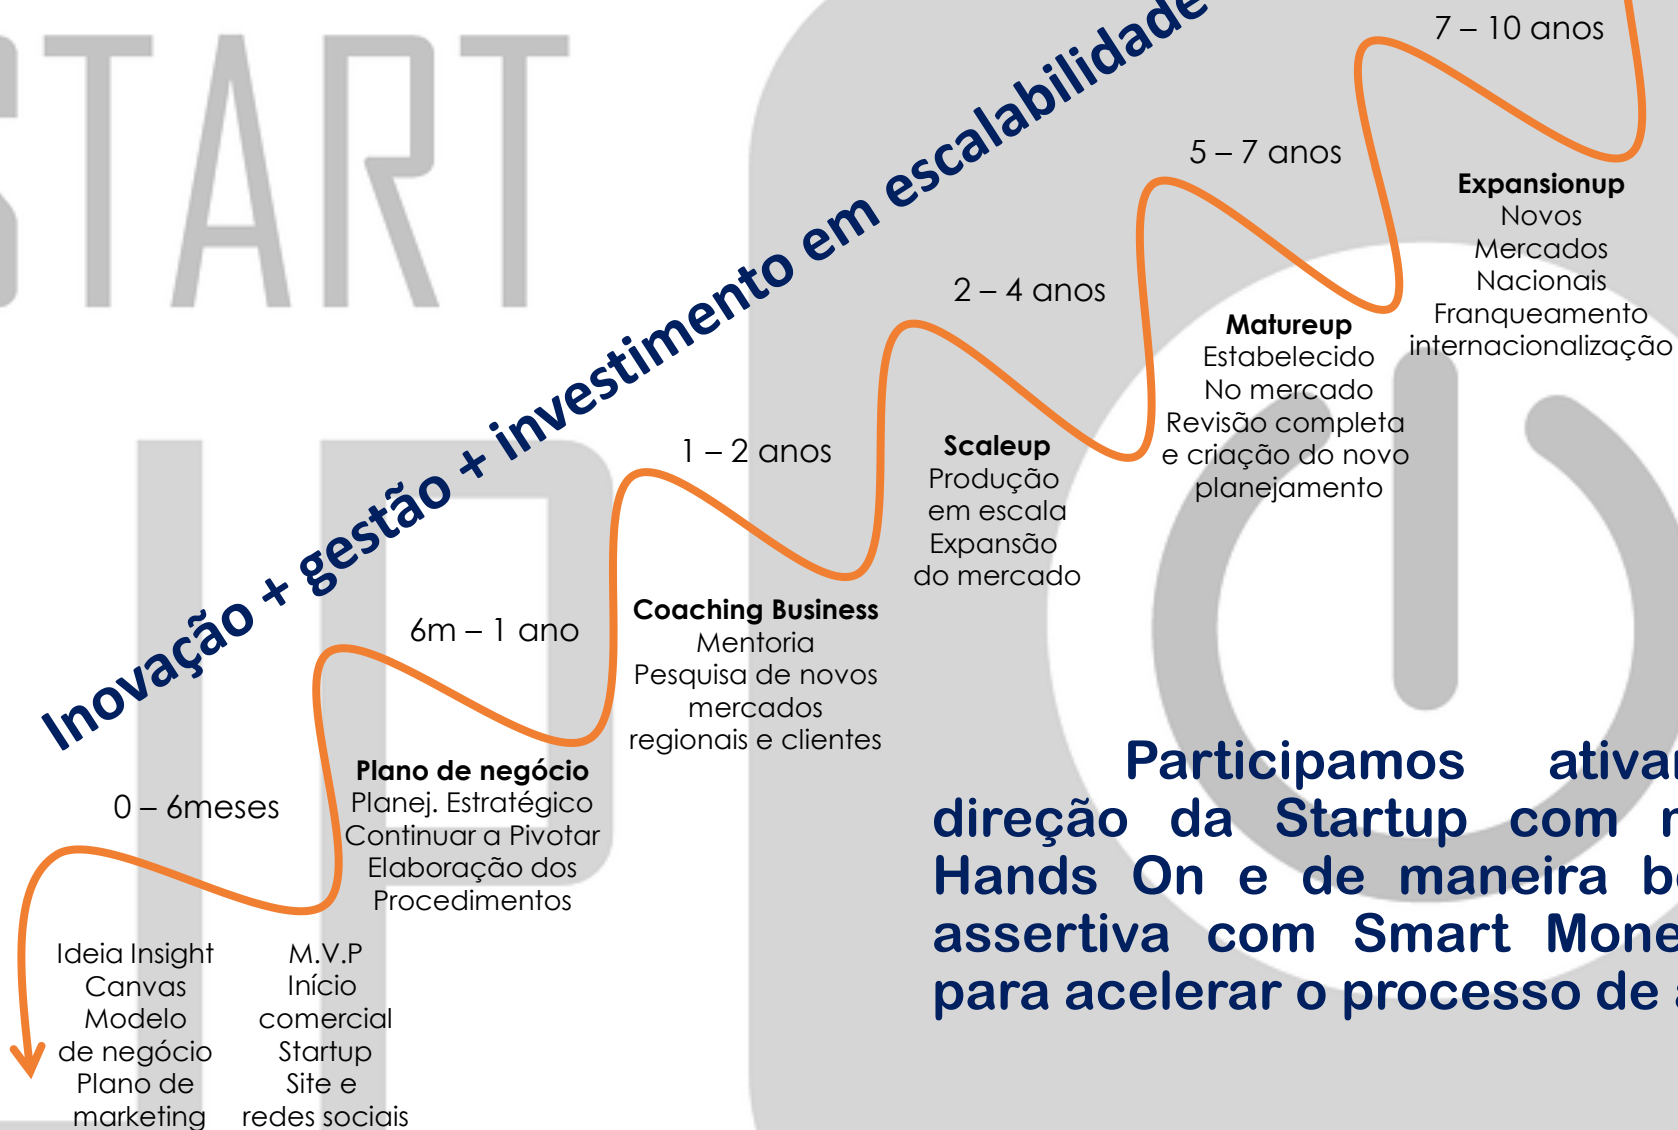 START
UP
Inovação + gestão + investimento em escalabilidade
7 – 10 anos
Expansionup
Novos
Mercados
Nacionais
Franqueamento
internacionalização
5 – 7 anos
Matureup
Estabelecido
No mercado
Revisão completa
e criação do novo
planejamento
2 – 4 anos
Scaleup
Produção
em escala
Expansão
do mercado
1 – 2 anos
Coaching Business
Mentoria
Pesquisa de novos
mercados
regionais e clientes
6m – 1 ano
Plano de negócio
Planej. Estratégico
Continuar a Pivotar
Elaboração dos
Procedimentos
0 – 6meses
Ideia Insight
Canvas
Modelo
de negócio
Plano de
marketing
M.V.P
Início
comercial
Startup
Site e
redes sociais
Participamos
direção da Startup com
Hands On e de maneira
assertiva com Smart
para acelerar o processo de